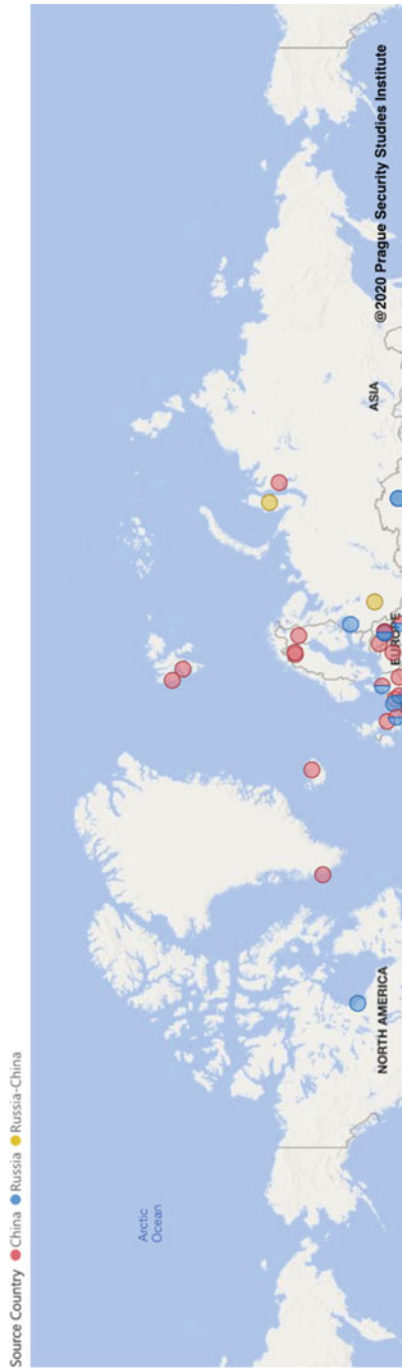 Source Country China Russia Russia-China
Arctic
Ocean
NORTH AMERICA
EUROPE
ASIA
@2020 Prague Security Studies Institute